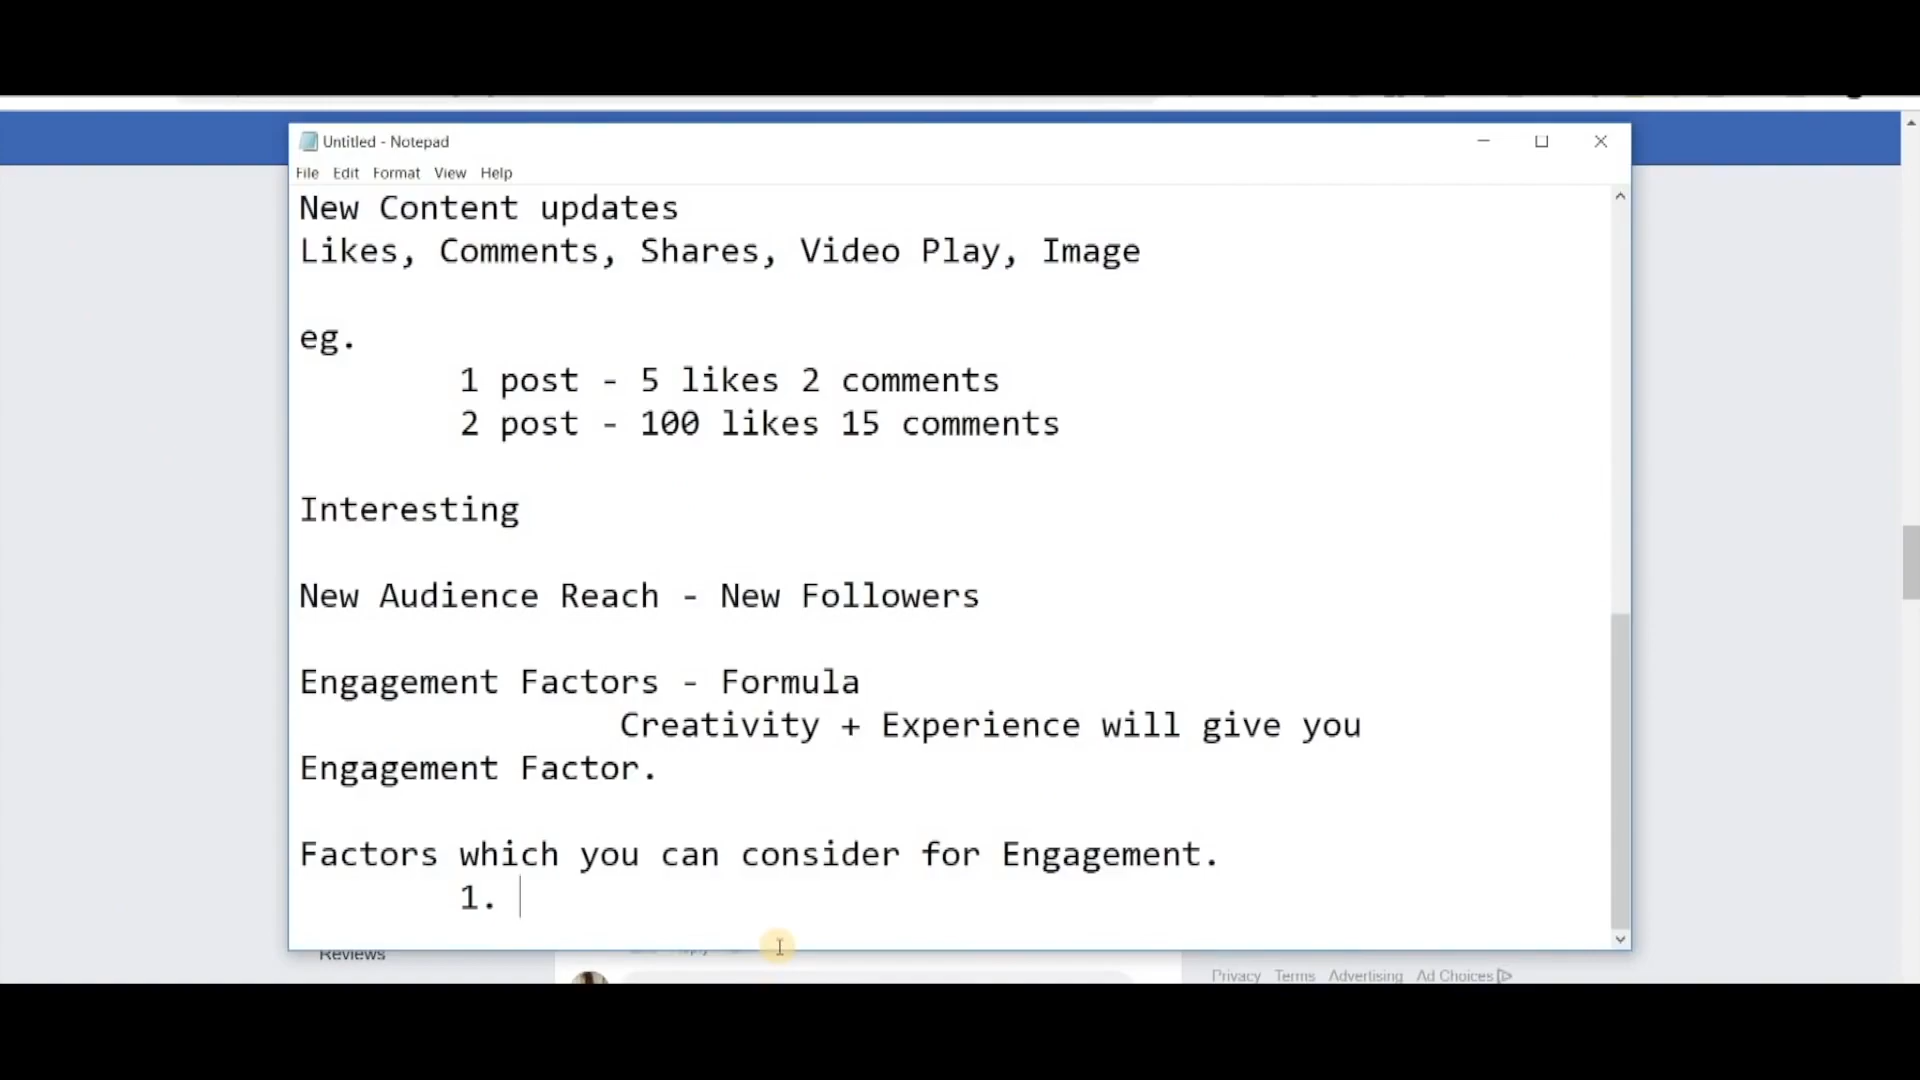 Untitled - Notepad
File Edit Format View Help
New Content updates
Likes, Comments, Shares, Video Play, Image
eg.
1 post - 5 likes 2 comments
2 post - 100 likes 15 comments
Interesting
New Audience Reach - New Followers
Engagement Factors - Formula
Creativity + Experience will give you
Engagement Factor.
Factors which you can consider for Engagement.
1.
Reviews
Privacy Terms Advertising Ad Choices